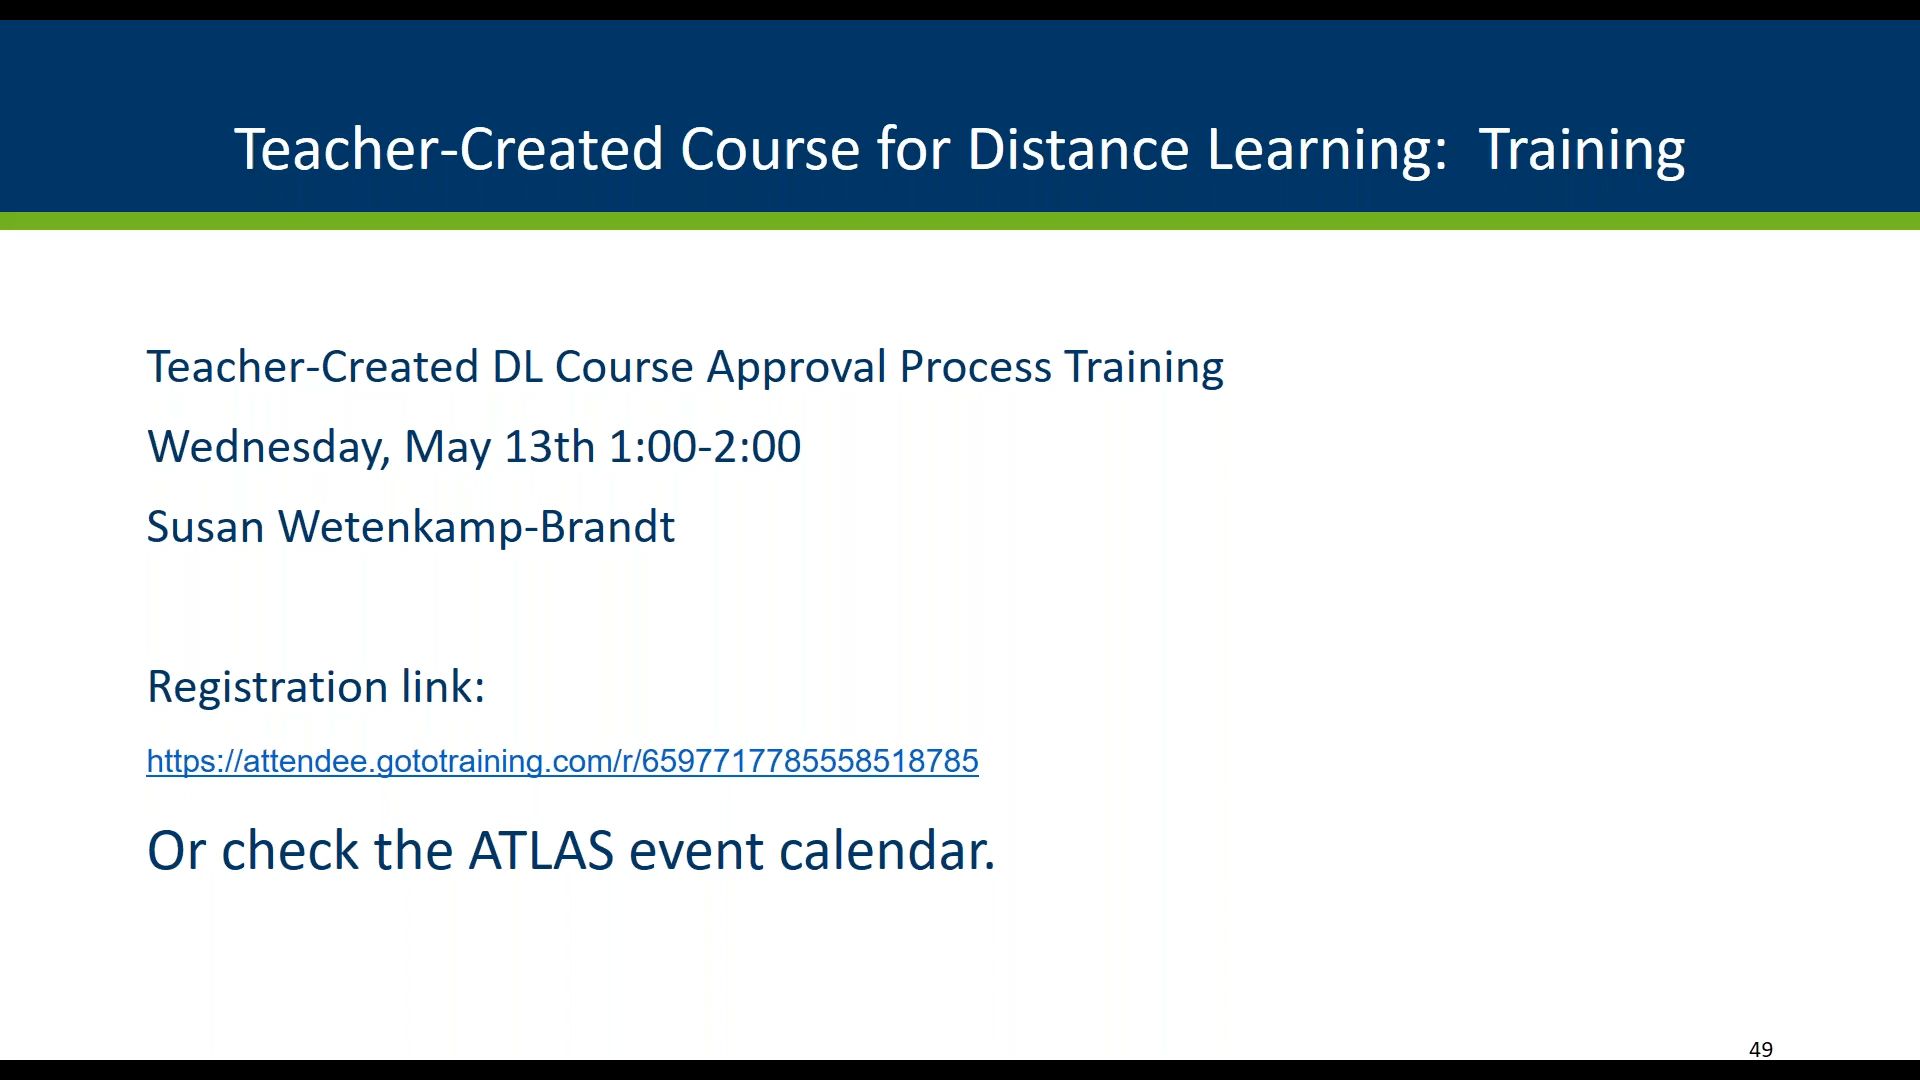 Teacher-Created Course for Distance Learning:  Training
Teacher-Created DL Course Approval Process Training
Wednesday, May 13th 1:00-2:00
Susan Wetenkamp-Brandt
Registration link:
https://attendee.gototraining.com/r/6597717785558518785
Or check the ATLAS event calendar.
49